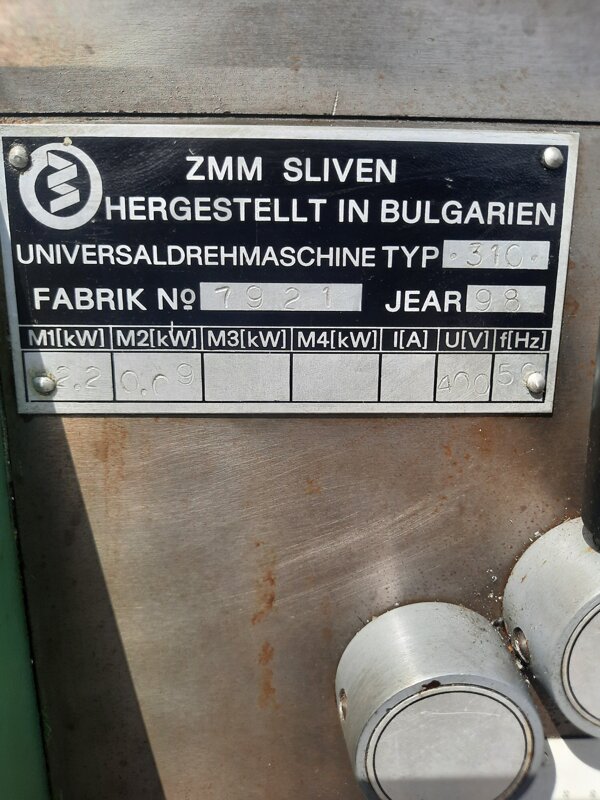 ZMM SLIVEN
HERGESTELLT IN BULGARIEN
UNIVERSALDREHMASCHINE TYP ·310·
FABRIK № 7921 JEAR 98
M1[kW] M2[kW] M3[kW] M4[kW] I[A] U[V] f[Hz]
2.2 0.09 400 50